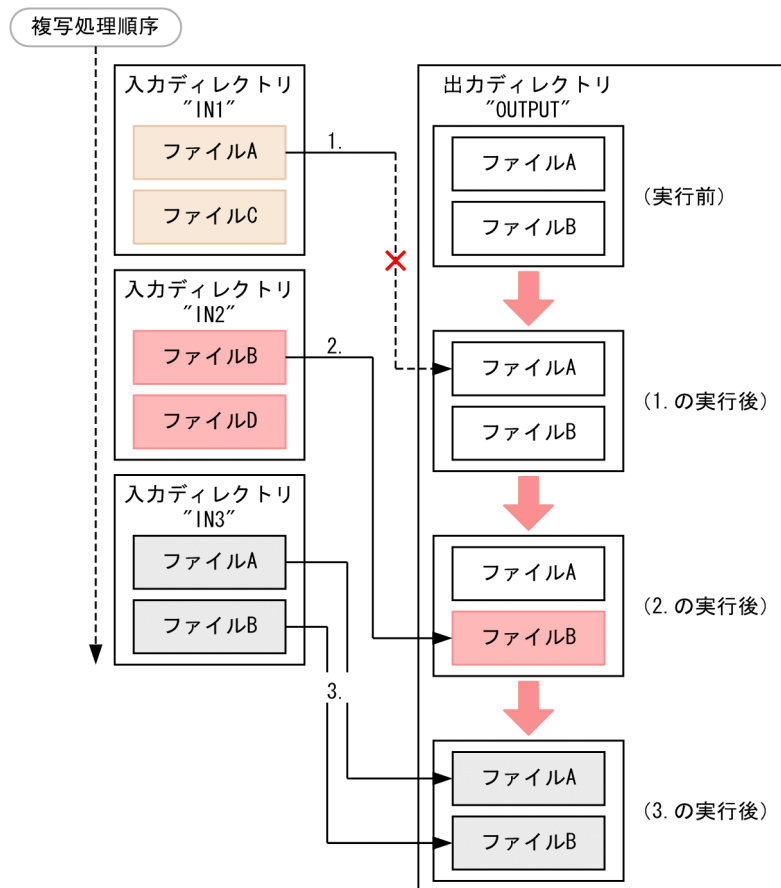 複写処理順序
入力ディレクトリ
"IN1"
ファイルA
ファイルC
1.
入力ディレクトリ
"IN2"
ファイルB
ファイルD
2.
入力ディレクトリ
"IN3"
ファイルA
ファイルB
3.
出力ディレクトリ
"OUTPUT"
ファイルA
ファイルB
(実行前)
ファイルA
ファイルB
(1.の実行後)
ファイルA
ファイルB
(2.の実行後)
ファイルA
ファイルB
(3.の実行後)